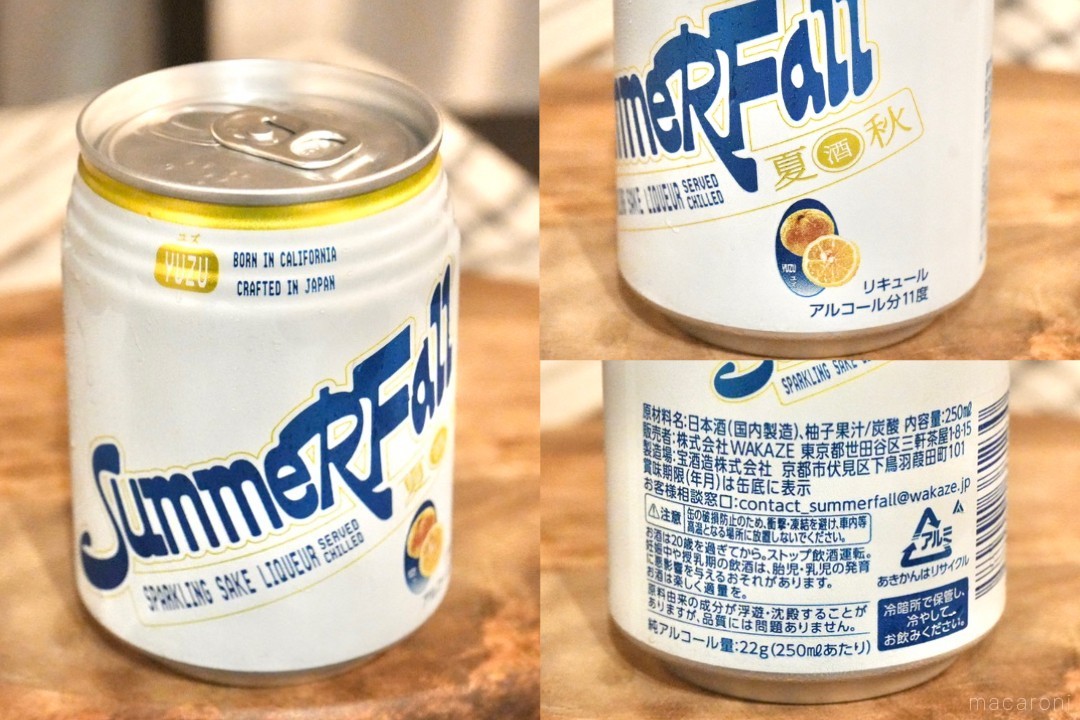 ユズ
YUZU
BORN IN CALIFORNIA
CRAFTED IN JAPAN
SummerFall
夏酒
SPARKLING SAKE LIQUEUR SERVED CHILLED
mmerFall
夏酒秋
SAKE LIQUEUR SERVED CHILLED
YUZU
ユズ
リキュール
アルコール分11度
SPARKLING SAKE
原材料名:日本酒(国内製造)、柚子果汁/炭酸 内容量:250㎖
販売者:株式会社WAKAZE 東京都世田谷区三軒茶屋1-8-15
製造場:宝酒造株式会社 京都市伏見区下鳥羽葭田町101
賞味期限(年月)は缶底に表示
お客様相談窓口:contact_summerfall@wakaze.jp
注意
缶の破損防止のため、衝撃・凍結を避け、車内等
高温となる場所に放置しないでください。
お酒は20歳を過ぎてから。ストップ飲酒運転。
妊娠中や授乳期の飲酒は、胎児・乳児の発育
に悪影響を与えるおそれがあります。
お酒は楽しく適量を。
アルミ
あきかんはリサイクル
原料由来の成分が浮遊・沈殿することが
ありますが、品質には問題ありません。
冷暗所で保管し、
冷やして
お飲みください。
純アルコール量:22g(250㎖あたり)
macaroni